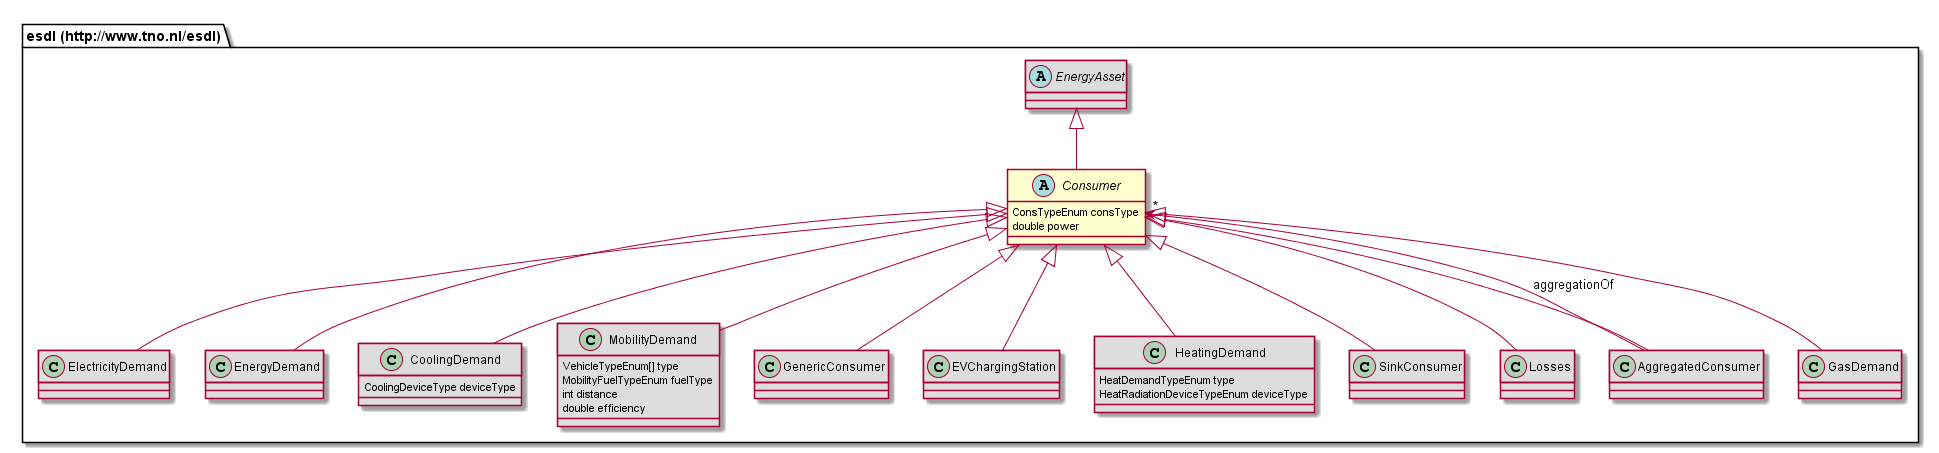 esdl (http://www.tno.nl/esdl)
A EnergyAsset
A Consumer
ConsTypeEnum consType
double power
*
aggregationOf
C ElectricityDemand
C EnergyDemand
C CoolingDemand
CoolingDeviceType deviceType
C MobilityDemand
VehicleTypeEnum[] type
MobilityFuelTypeEnum fuelType
int distance
double efficiency
C GenericConsumer
C EVChargingStation
C HeatingDemand
HeatDemandTypeEnum type
HeatRadiationDeviceTypeEnum deviceType
C SinkConsumer
C Losses
C AggregatedConsumer
C GasDemand